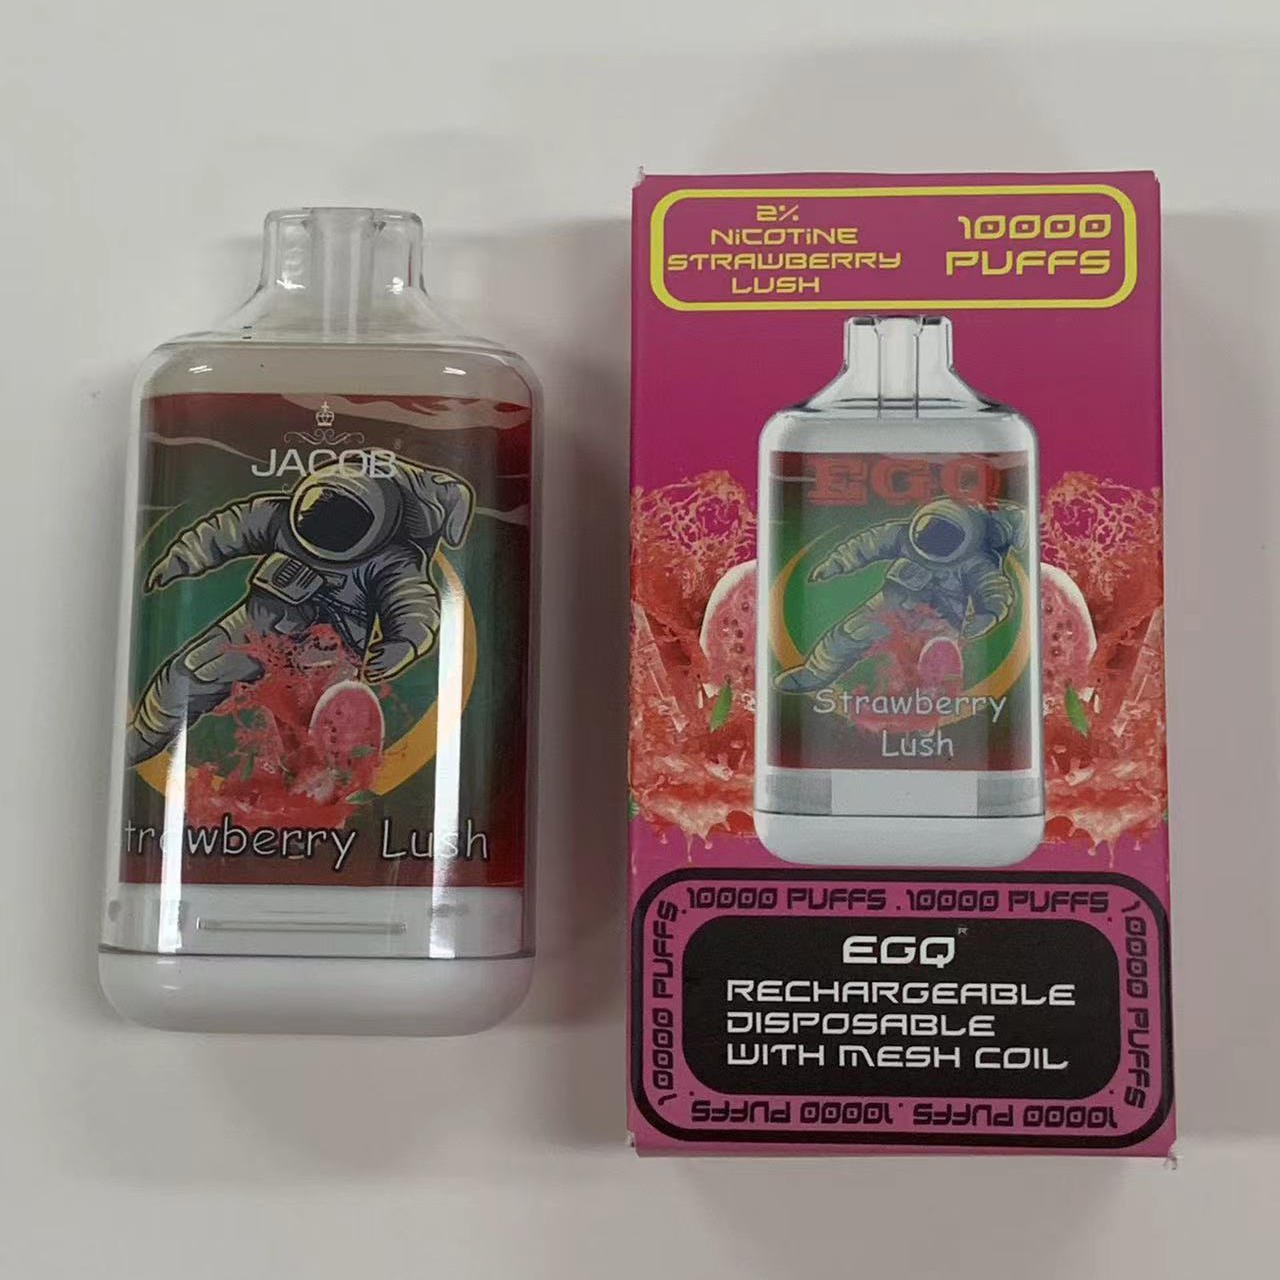 JACOB
®
trawberry Lush
2%
NiCOTiNE
STRAWBERRY
LUSH
10000
PUFFS
EGQ
Strawberry
Lush
10000 PUFFS . 10000 PUFFS .
10000 PUFFS
10000 PUFFS .
EGQ
R
RECHARGEABLE
DISPOSABLE
WITH MESH COIL
10000 PUFFS . 10000 PUFFS